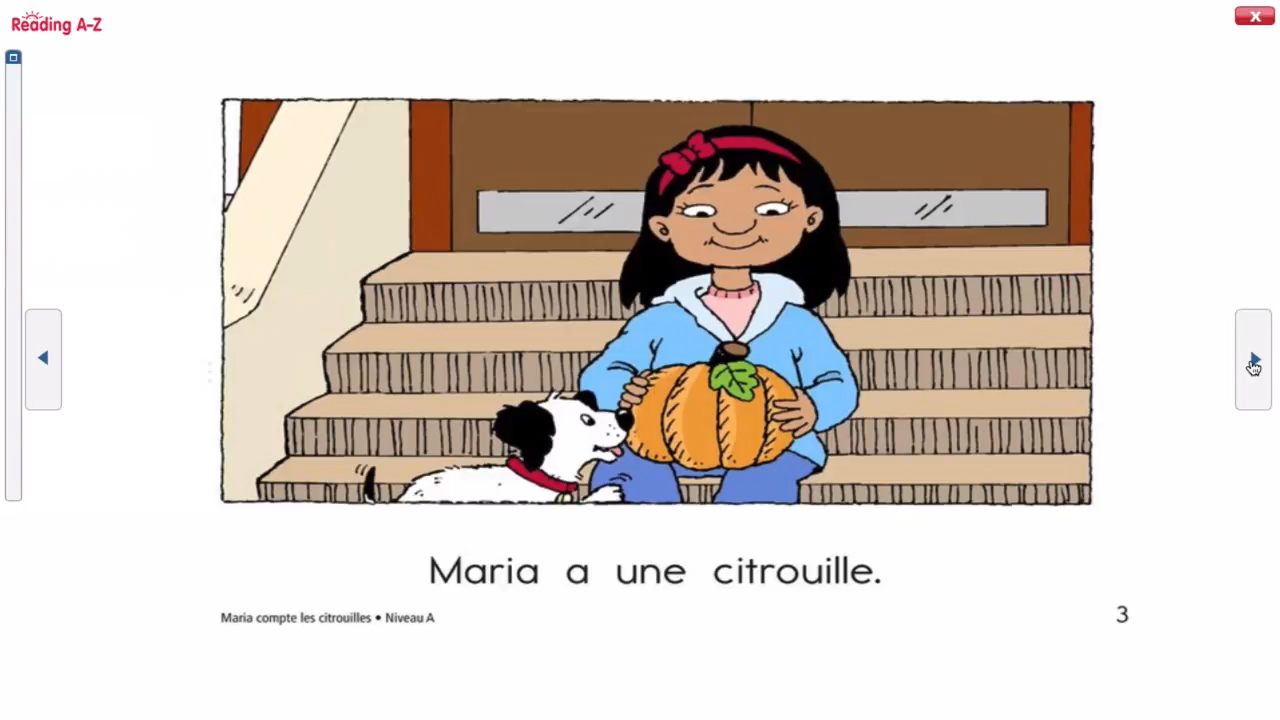 Reading A-Z
Maria a une citrouille.
Maria compte les citrouilles • Niveau A
3